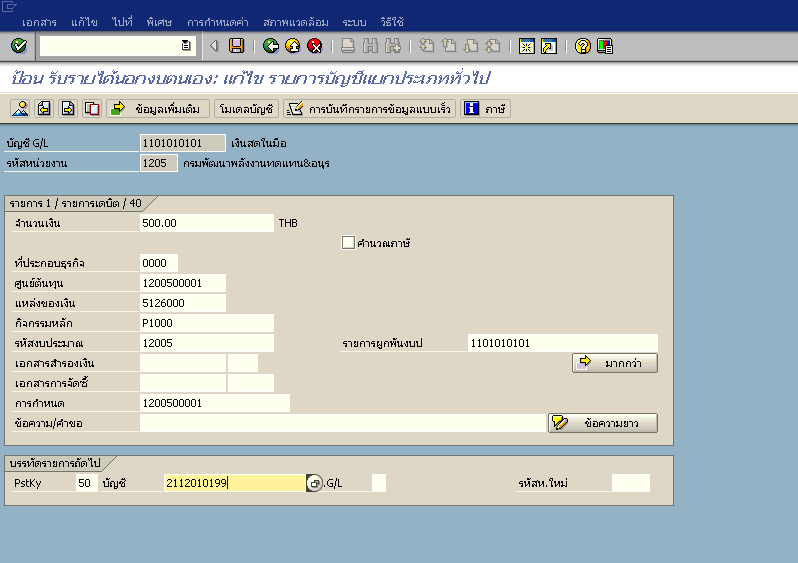 เอกสาร แก้ไข ไปที่ พิเศษ การกำหนดค่า สภาพแวดล้อม ระบบ วิธีใช้
ป้อน รับรายได้นอกงบตนเอง: แก้ไข รายการบัญชีแยกประเภททั่วไป
ข้อมูลเพิ่มเติม โมเดลบัญชี การบันทึกรายการข้อมูลแบบเร็ว ภาษี
บัญชี G/L 1101010101 เงินสดในมือ
รหัสหน่วยงาน 1205 กรมพัฒนาพลังงานทดแทน&อนุร
รายการ 1 / รายการเดบิต / 40
จำนวนเงิน 500.00 THB
คำนวณภาษี
ที่ประกอบธุรกิจ 0000
ศูนย์ต้นทุน 1200500001
แหล่งของเงิน 5126000
กิจกรรมหลัก P1000
รหัสงบประมาณ 12005 รายการผูกพันงบป 1101010101
เอกสารสำรองเงิน มากกว่า
เอกสารการจัดซื้
การกำหนด 1200500001
ข้อความ/คำขอ ข้อความยาว
บรรทัดรายการถัดไป
PstKy 50 บัญชี 2112010199 .G/L รหัสห.ใหม่